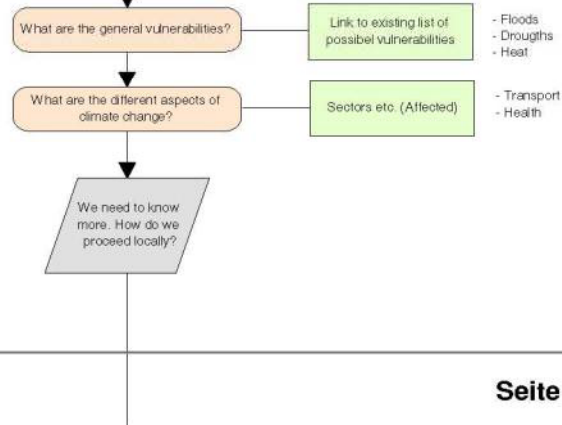 What are the general vulnerabilities?
Link to existing list of
possibel vulnerabilities
- Floods
- Drougths
- Heat
What are the different aspects of
climate change?
Sectors etc. (Affected)
- Transport
- Health
We need to know
more. How do we
proceed locally?
Seite